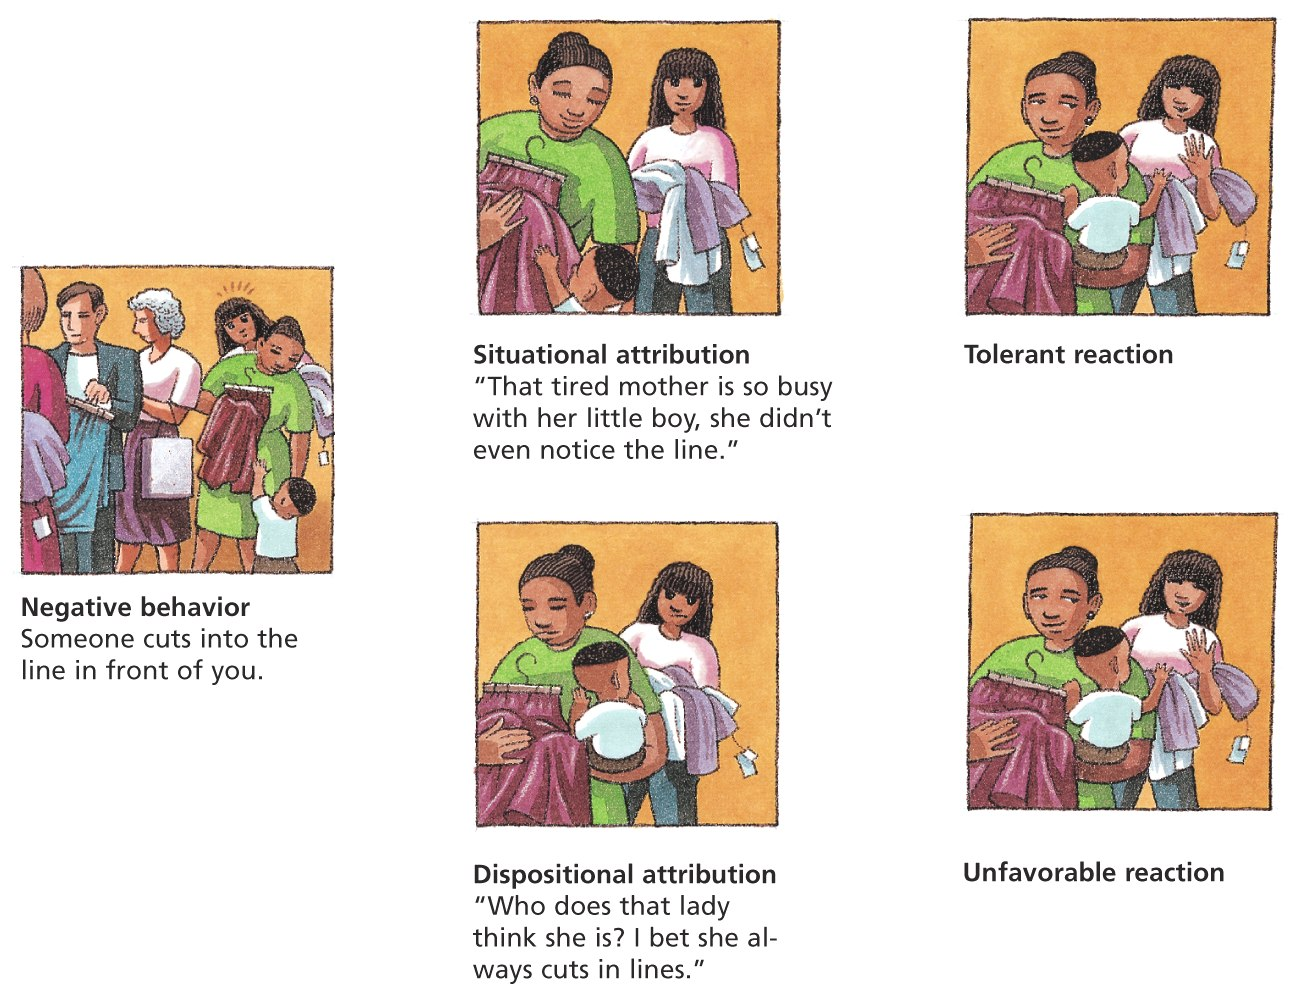 Negative behavior
Someone cuts into the
line in front of you.
Situational attribution
“That tired mother is so busy
with her little boy, she didn’t
even notice the line.”
Tolerant reaction
Dispositional attribution
“Who does that lady
think she is? I bet she al-
ways cuts in lines.”
Unfavorable reaction